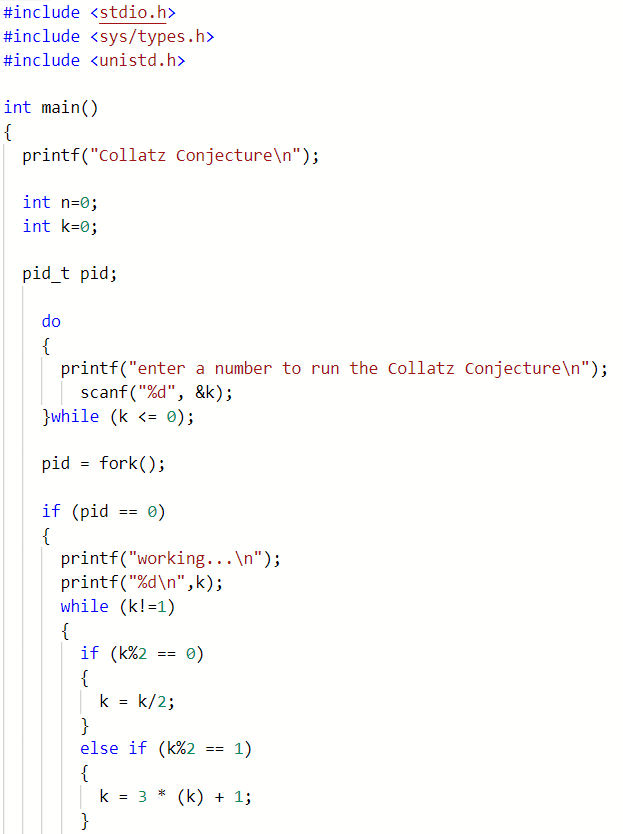 #include <stdio.h>
#include <sys/types.h>
#include <unistd.h>
int main()
{
printf("Collatz Conjecture\n");
int n=0;
int k=0;
pid_t pid;
do
{
printf("enter a number to run the Collatz Conjecture\n");
scanf("%d", &k);
}while (k <= 0);
pid = fork();
if (pid == 0)
{
printf("working...\n");
printf("%d\n",k);
while (k!=1)
{
if (k%2 == 0)
{
k = k/2;
}
else if (k%2 == 1)
{
k = 3 * (k) + 1;
}